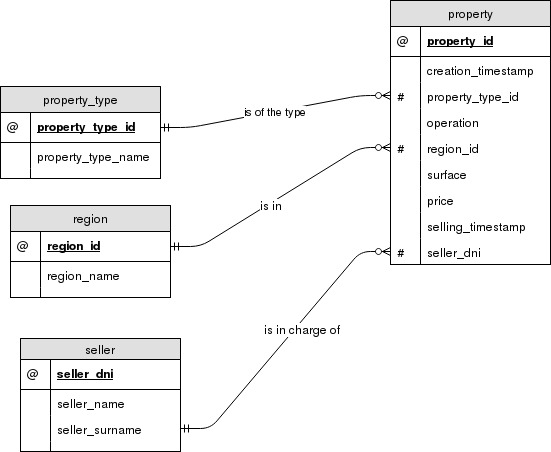 property
@ property_id
creation_timestamp
# property_type_id
operation
# region_id
surface
price
selling_timestamp
# seller_dni
property_type
@ property_type_id
property_type_name
is of the type
region
@ region_id
region_name
is in
seller
@ seller_dni
seller_name
seller_surname
is in charge of